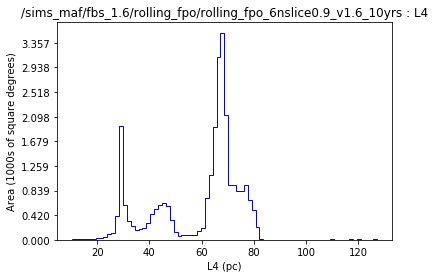 /sims_maf/fbs_1.6/rolling_fpo/rolling_fpo_6nslice0.9_v1.6_10yrs : L4
Area (1000s of square degrees)
3.357
2.938
2.518
2.098
1.679
1.259
0.839
0.420
0.000
20 40 60 80 100 120
L4 (pc)